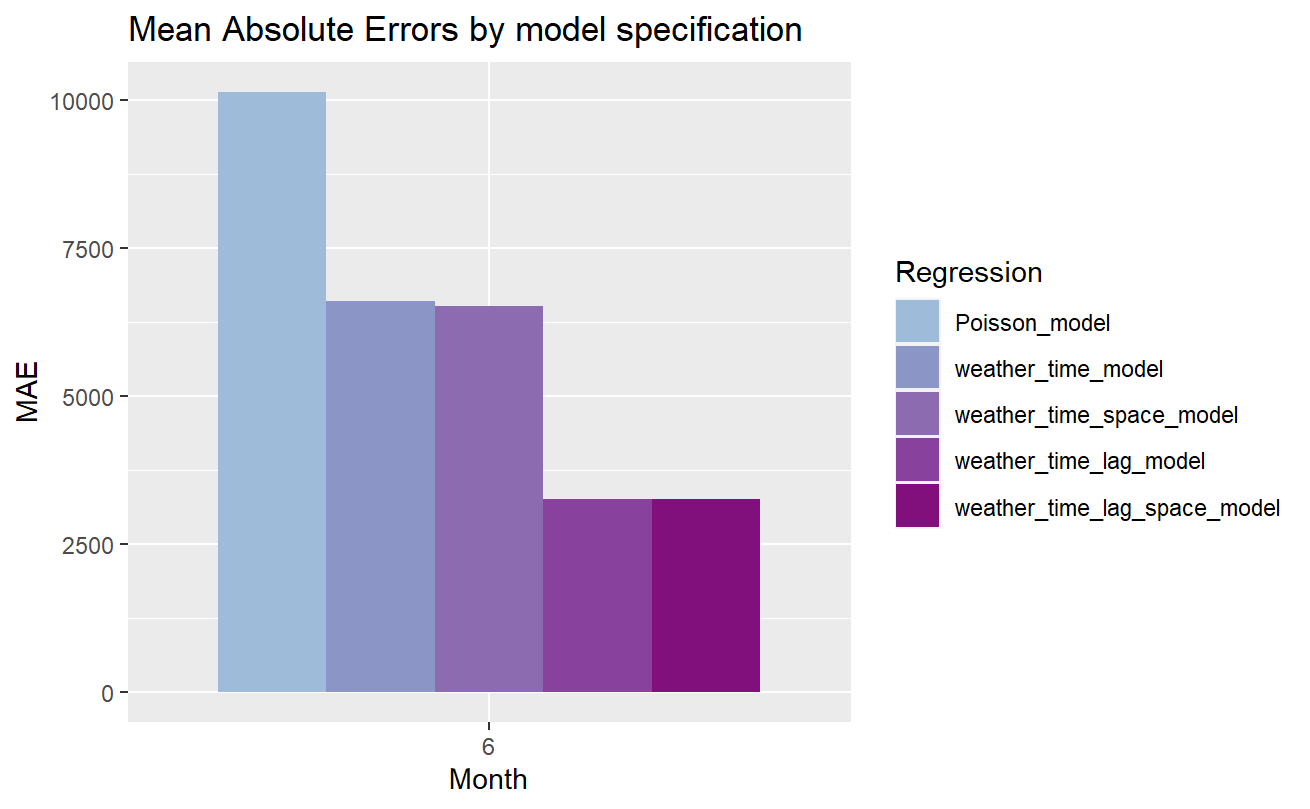 Mean Absolute Errors by model specification
10000
7500
5000
2500
0
MAE
6
Month
Regression
Poisson_model
weather_time_model
weather_time_space_model
weather_time_lag_model
weather_time_lag_space_model